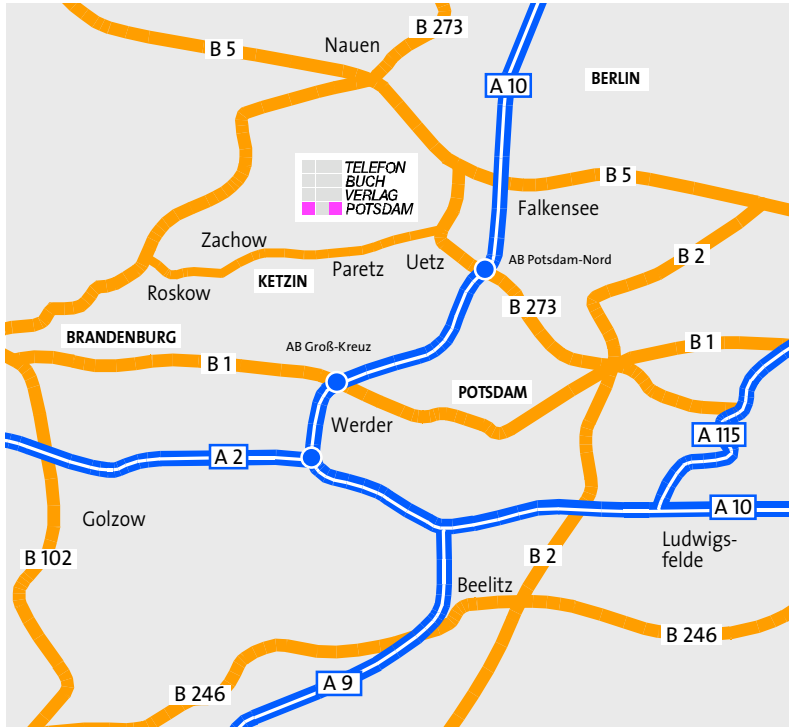 B 273
Nauen
B 5
BERLIN
A 10
TELEFON
BUCH
VERLAG
POTSDAM
B 5
Falkensee
Zachow
B 2
Uetz
AB Potsdam-Nord
Paretz
KETZIN
Roskow
B 273
BRANDENBURG
AB Groß-Kreuz
B 1
B 1
POTSDAM
Werder
A 115
A 2
A 10
Golzow
Ludwigs-
felde
B 102
B 2
Beelitz
B 246
A 9
B 246